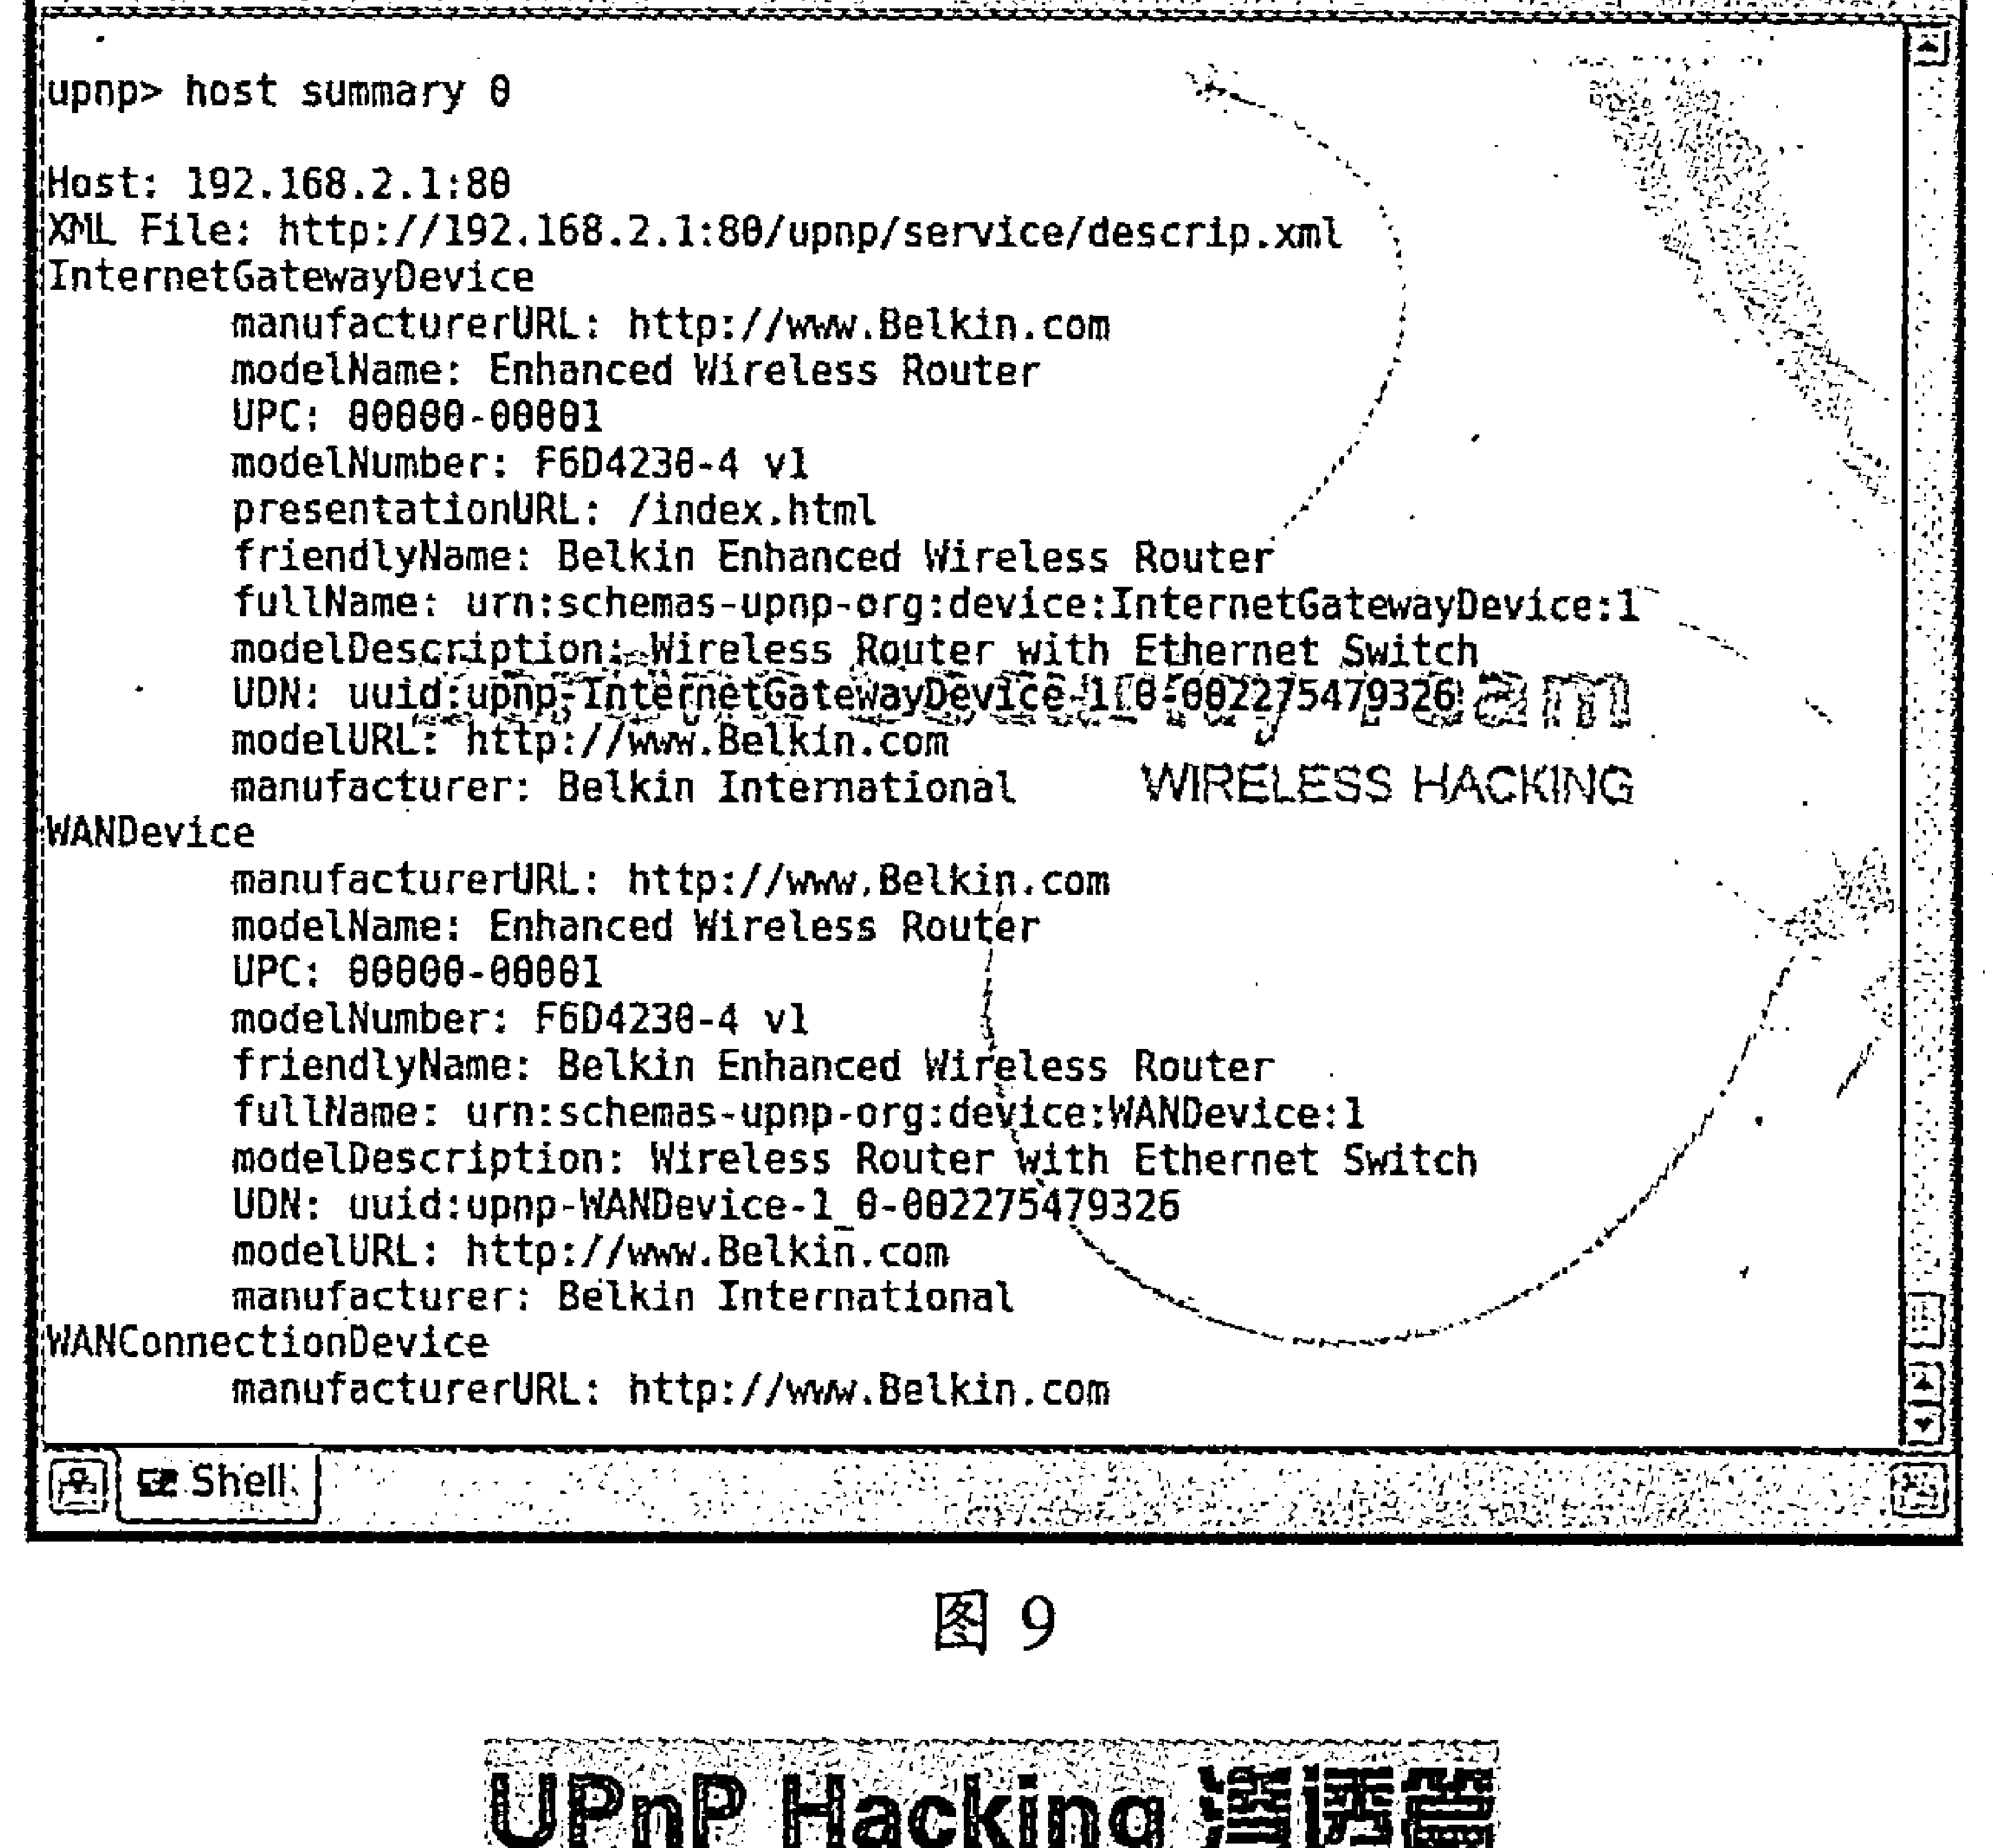 upnp> host summary 0
Host: 192.168.2.1:80
XML File: http://192.168.2.1:80/upnp/service/descrip.xml
InternetGatewayDevice
manufacturerURL: http://www.Belkin.com
modelName: Enhanced Wireless Router
UPC: 00000-00001
modelNumber: F6D4230-4 v1
presentationURL: /index.html
friendlyName: Belkin Enhanced Wireless Router
fullName: urn:schemas-upnp-org:device:InternetGatewayDevice:1
modelDescription: Wireless Router with Ethernet Switch
UDN: uuid:upnp-InternetGatewayDevice-1_0-002275479326
modelURL: http://www.Belkin.com
manufacturer: Belkin International
WIRELESS HACKING
WANDevice
manufacturerURL: http://www.Belkin.com
modelName: Enhanced Wireless Router
UPC: 00000-00001
modelNumber: F6D4230-4 v1
friendlyName: Belkin Enhanced Wireless Router
fullName: urn:schemas-upnp-org:device:WANDevice:1
modelDescription: Wireless Router with Ethernet Switch
UDN: uuid:upnp-WANDevice-1_0-002275479326
modelURL: http://www.Belkin.com
manufacturer: Belkin International
WANConnectionDevice
manufacturerURL: http://www.Belkin.com
Shell
图 9
UPnP Hacking